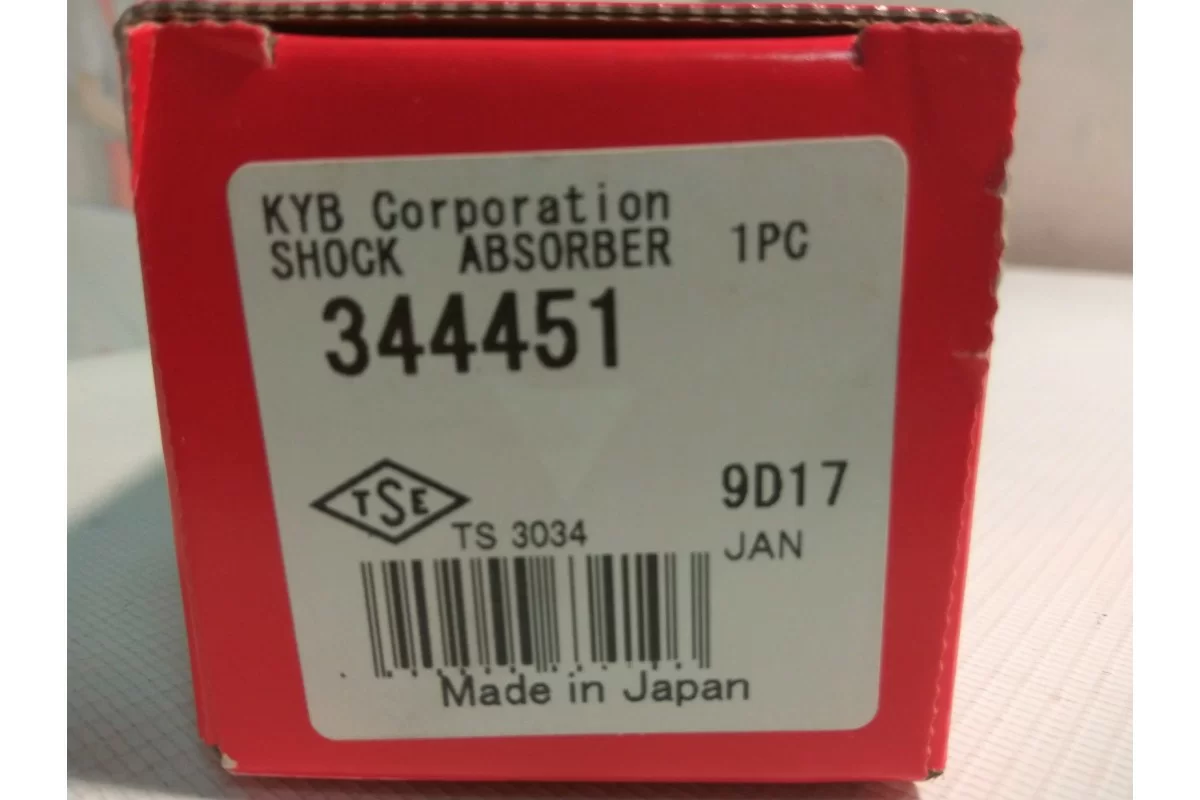 KYB Corporation
SHOCK ABSORBER 1PC
344451
TSE
TS 3034
9D17
JAN
Made in Japan